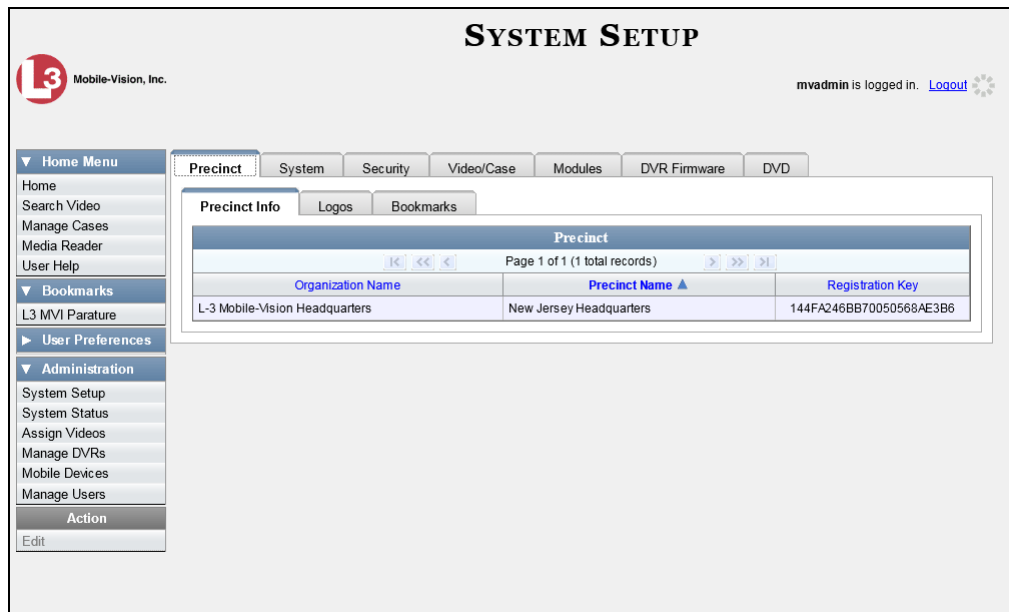 SYSTEM SETUP
L3 Mobile-Vision, Inc.
mvadmin is logged in. Logout
▼ Home Menu
Home
Search Video
Manage Cases
Media Reader
User Help
▼ Bookmarks
L3 MVI Parature
▶ User Preferences
▼ Administration
System Setup
System Status
Assign Videos
Manage DVRs
Mobile Devices
Manage Users
Action
Edit
Precinct System Security Video/Case Modules DVR Firmware DVD
Precinct Info Logos Bookmarks
Precinct
Page 1 of 1 (1 total records)
Organization Name Precinct Name ▲ Registration Key
L-3 Mobile-Vision Headquarters New Jersey Headquarters 144FA246BB70050568AE3B6